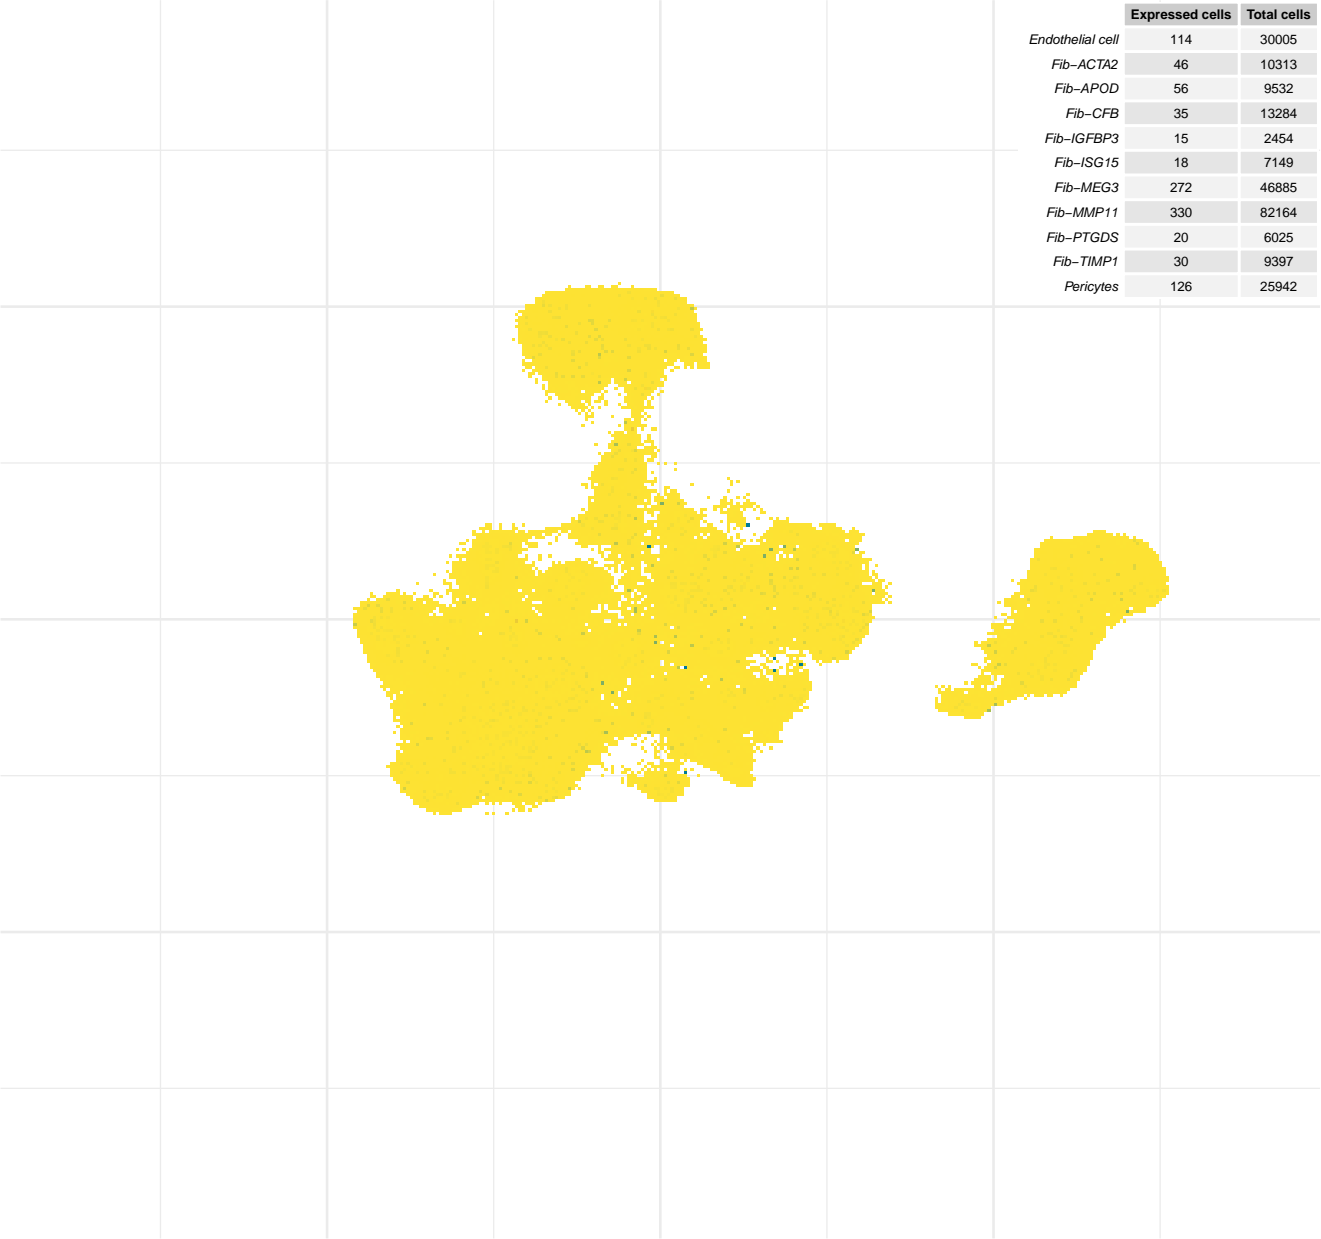 Expressed cells Total cells
Endothelial cell 114 30005
Fib−ACTA2 46 10313
Fib−APOD 56 9532
Fib−CFB 35 13284
Fib−IGFBP3 15 2454
Fib−ISG15 18 7149
Fib−MEG3 272 46885
Fib−MMP11 330 82164
Fib−PTGDS 20 6025
Fib−TIMP1 30 9397
Pericytes 126 25942